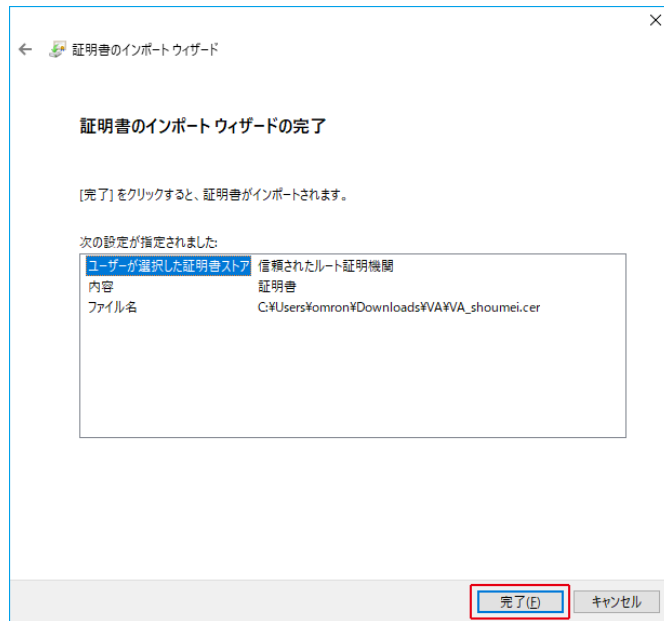 証明書のインポート ウィザード
証明書のインポート ウィザードの完了
[完了] をクリックすると、証明書がインポートされます。
次の設定が指定されました:
ユーザーが選択した証明書ストア 信頼されたルート証明機関
内容 証明書
ファイル名 C:¥Users¥omron¥Downloads¥VA¥VA_shoumei.cer
完了(F) キャンセル